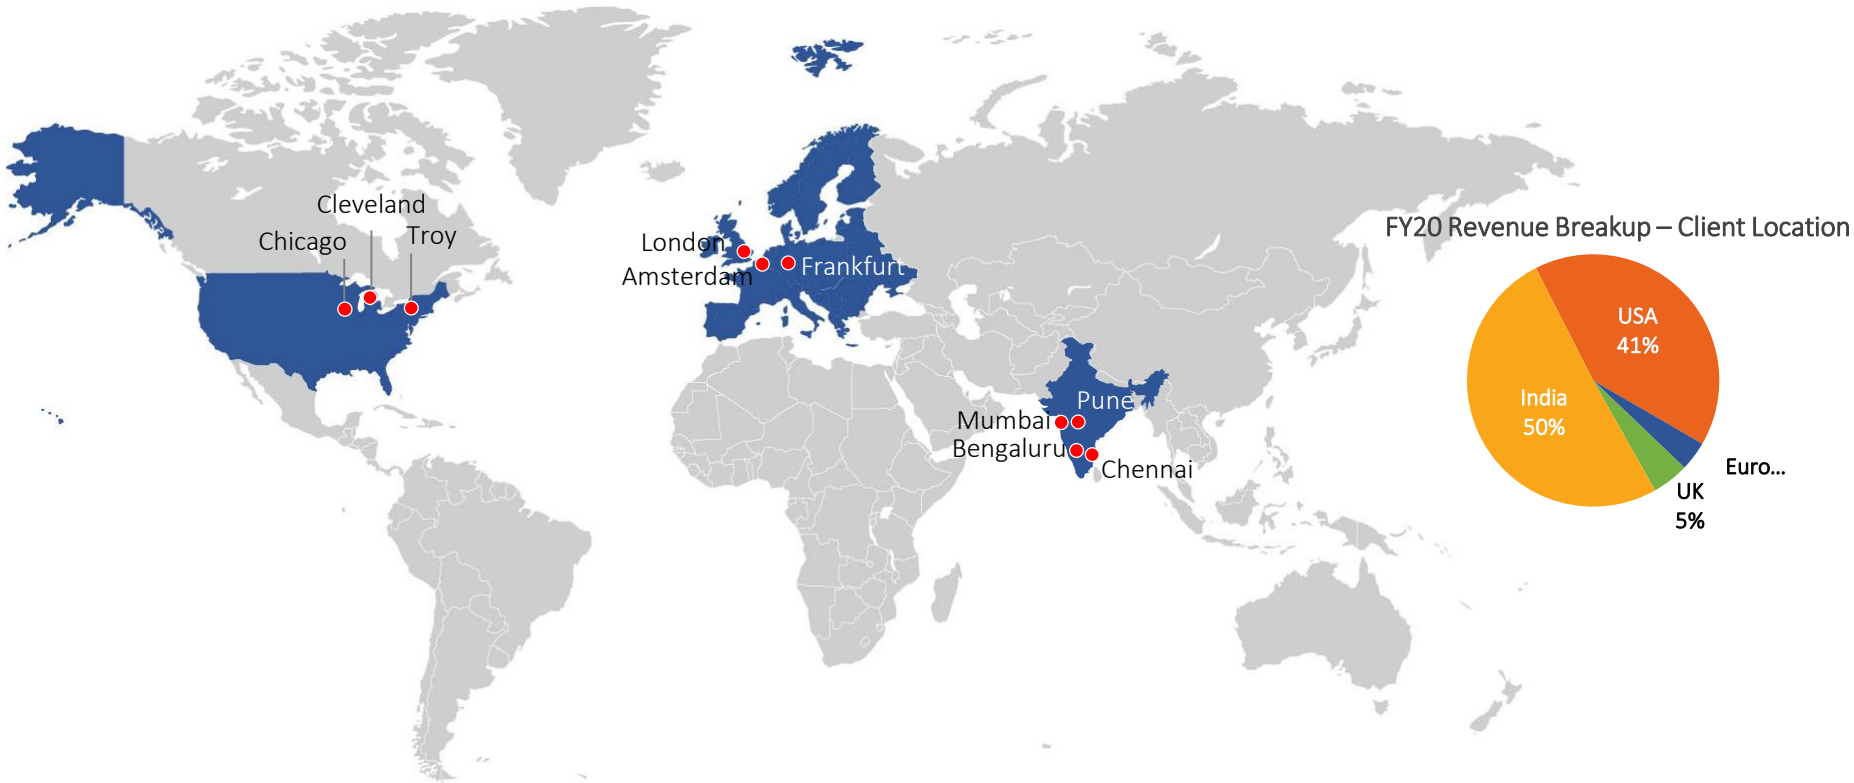 Cleveland
Chicago
Troy
London
Amsterdam
Frankfurt
Mumbai
Pune
Bengaluru
Chennai
FY20 Revenue Breakup – Client Location
USA
41%
India
50%
Euro...
UK
5%